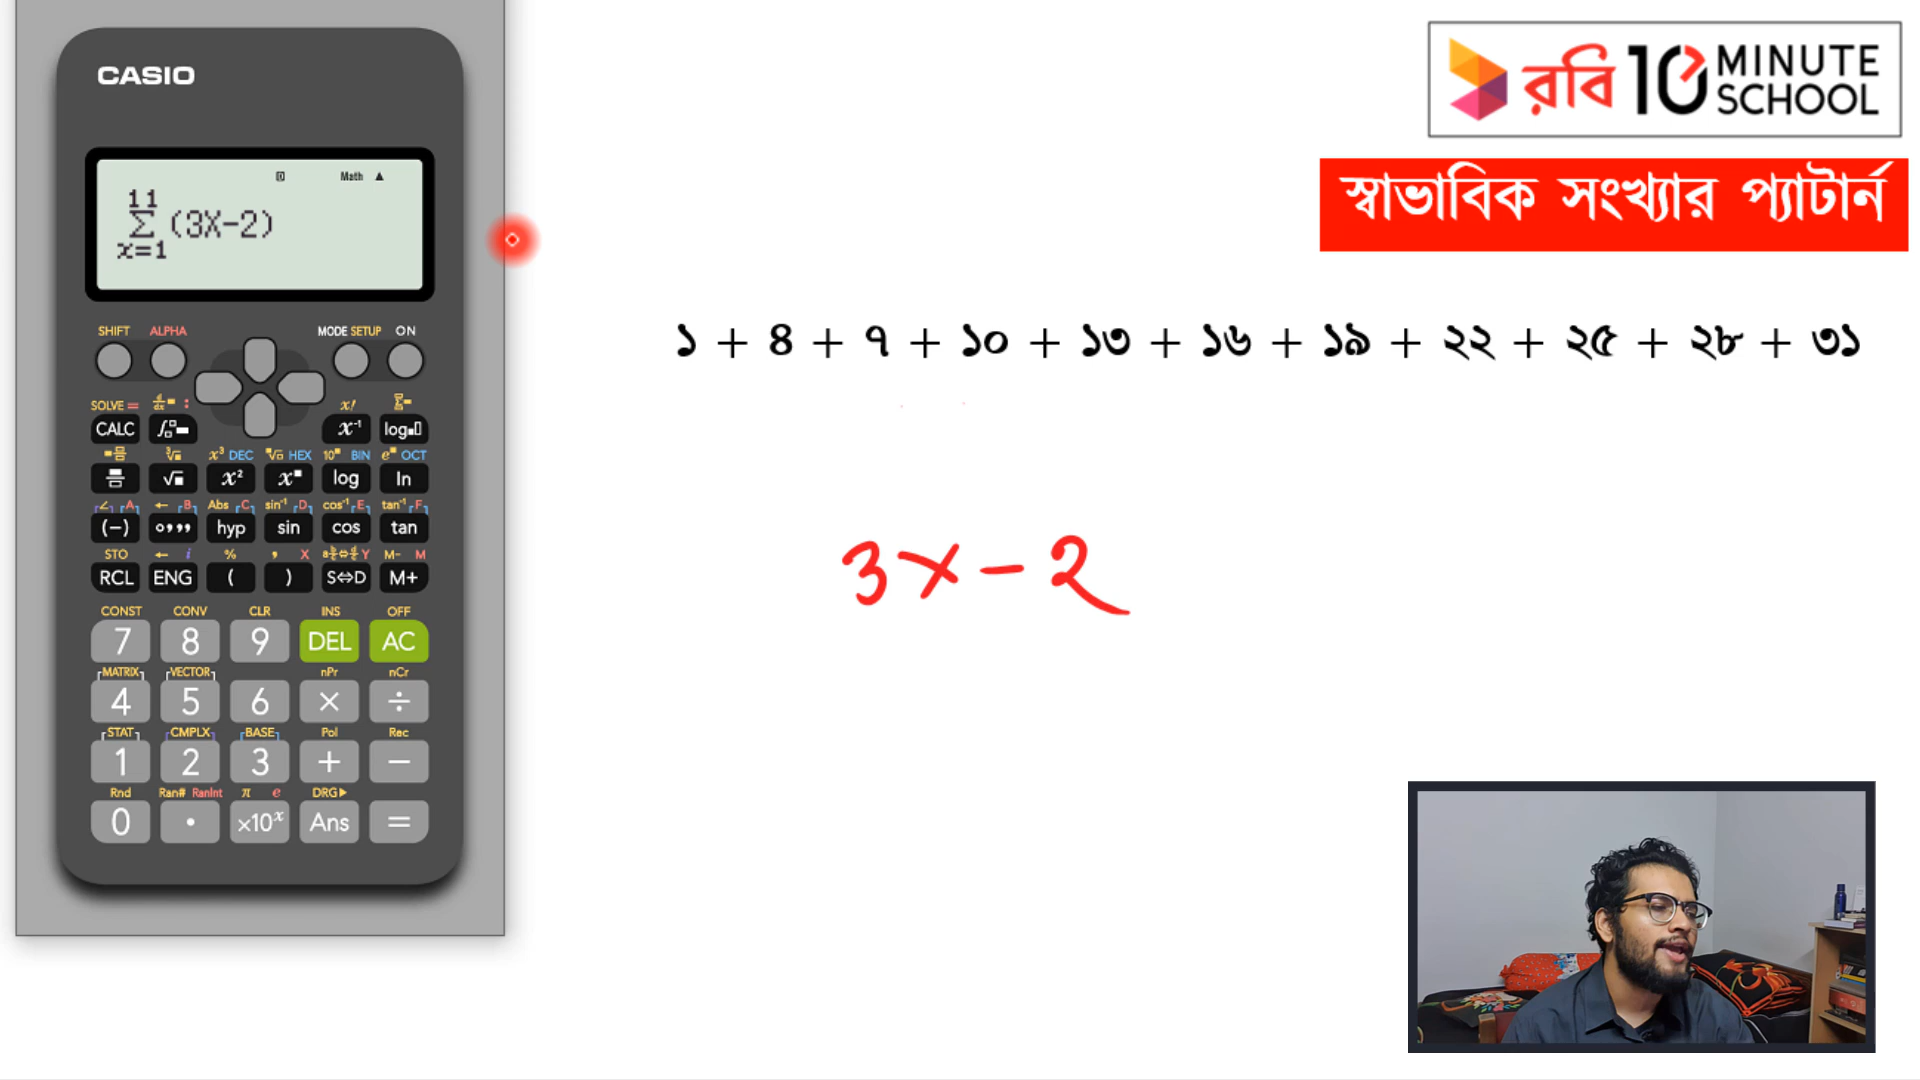 CASIO
Math ▲
11
Σ(3X-2)
x=1
SHIFT ALPHA MODE SETUP ON
SOLVE = d/dx : x! Σ
CALC ∫ x⁻¹ log
x³ DEC HEX 10 BIN e OCT
√ x² x log ln
∠ A ← B Abs C sin⁻¹ D cos⁻¹ E tan⁻¹ F
(−) °''' hyp sin cos tan
STO ← i % , X Y M- M
RCL ENG ( ) S⇔D M+
CONST CONV CLR INS OFF
7 8 9 DEL AC
MATRIX VECTOR nPr nCr
4 5 6 × ÷
STAT CMPLX BASE Pol Rec
1 2 3 + −
Rnd Ran# RanInt π e DRG▶
0 • ×10ˣ Ans =
রবি 10 MINUTE SCHOOL
স্বাভাবিক সংখ্যার প্যাটার্ন
১ + ৪ + ৭ + ১০ + ১৩ + ১৬ + ১৯ + ২২ + ২৫ + ২৮ + ৩১
3x-2